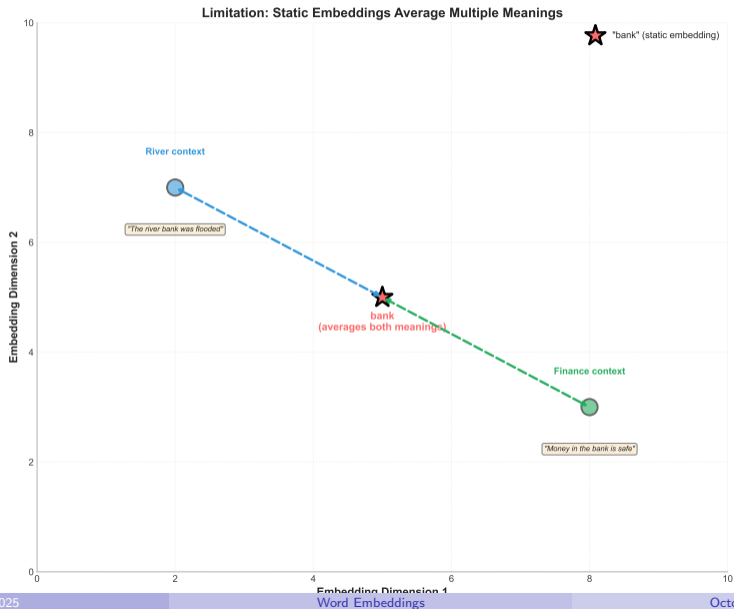 Limitation: Static Embeddings Average Multiple Meanings
"bank" (static embedding)
10
8
6
4
2
0
Embedding Dimension 2
River context
"The river bank was flooded"
bank
(averages both meanings)
Finance context
"Money in the bank is safe"
0 2 4 6 8 10
Embedding Dimension 1
025 Word Embeddings Octo